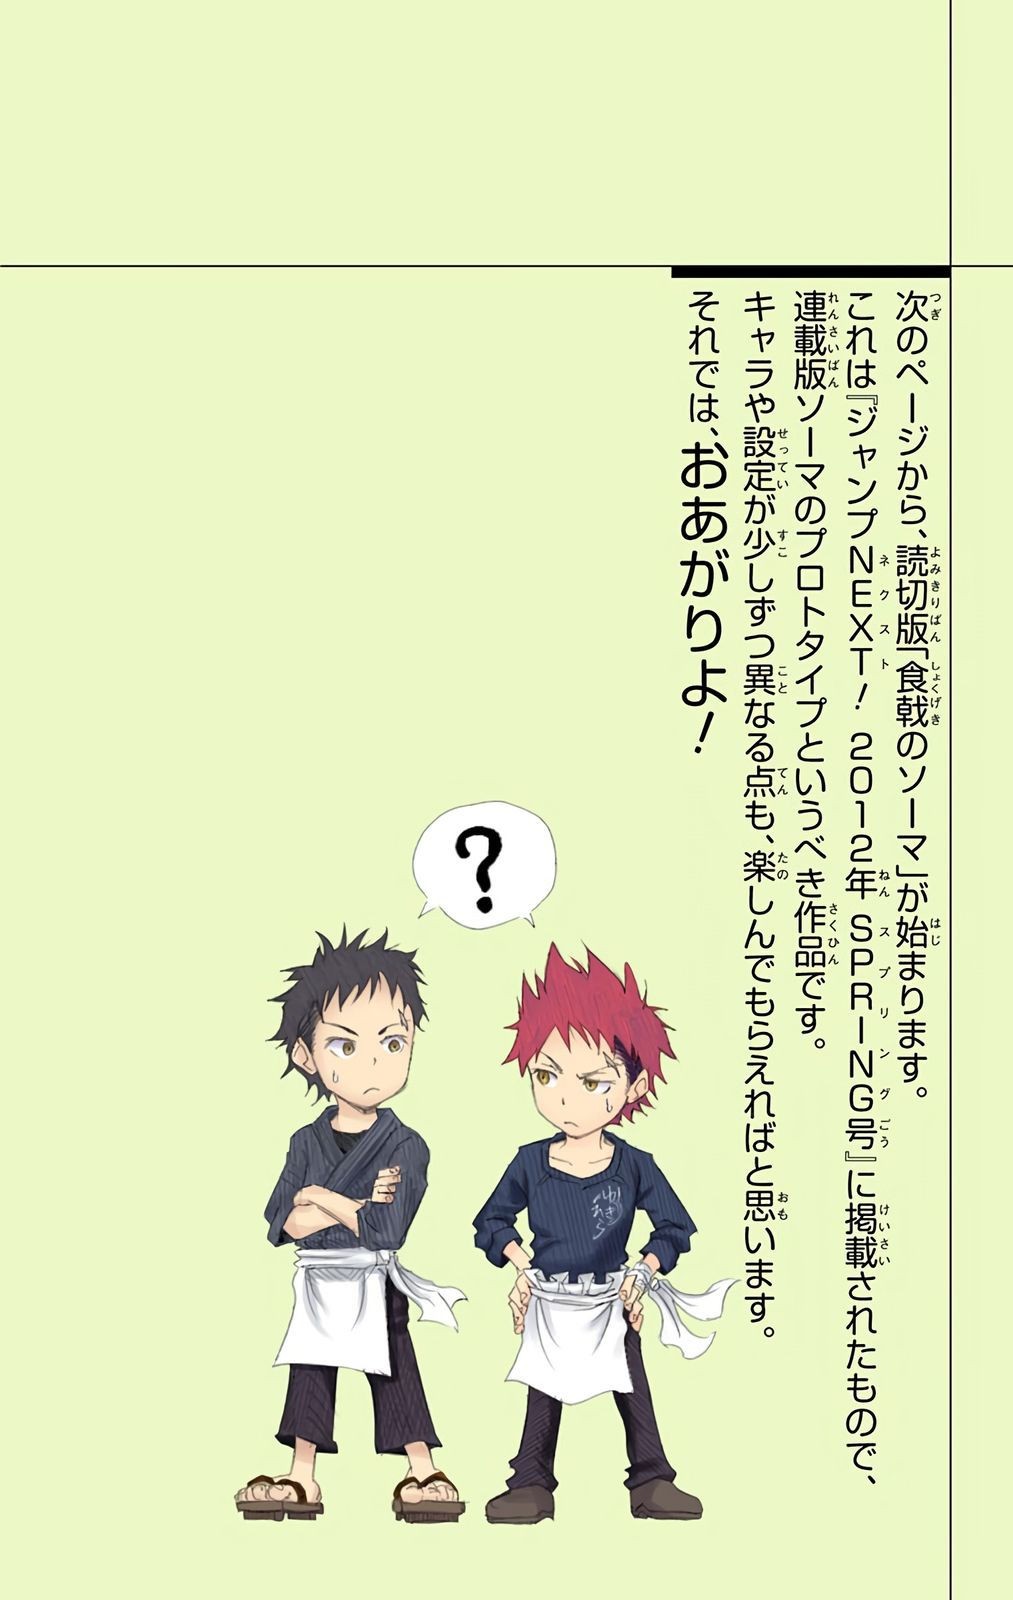 次のページから、読切版「食戟のソーマ」が始まります。
これは『ジャンプNEXT! 2012年 SPRING号』に掲載されたもので、
連載版ソーマのプロトタイプというべき作品です。
キャラや設定が少しずつ異なる点も、楽しんでもらえればと思います。
それでは、おあがりよ!
?
ゆきひら